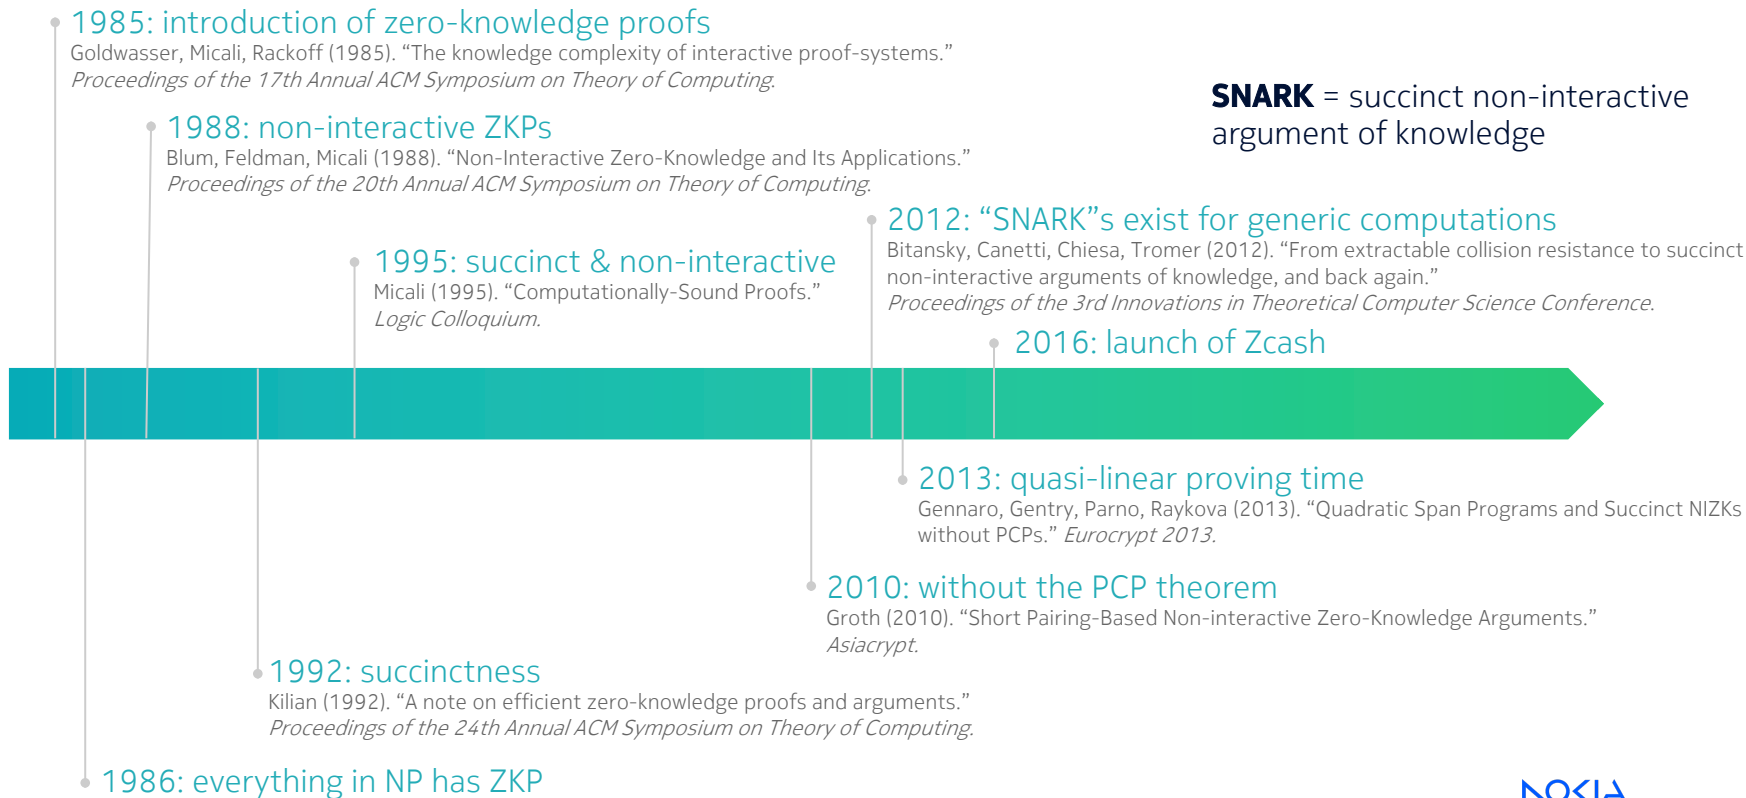 1985: introduction of zero-knowledge proofs
Goldwasser, Micali, Rackoff (1985). “The knowledge complexity of interactive proof-systems.”
Proceedings of the 17th Annual ACM Symposium on Theory of Computing.
SNARK = succinct non-interactive
argument of knowledge
1988: non-interactive ZKPs
Blum, Feldman, Micali (1988). “Non-Interactive Zero-Knowledge and Its Applications.”
Proceedings of the 20th Annual ACM Symposium on Theory of Computing.
2012: “SNARK”s exist for generic computations
Bitansky, Canetti, Chiesa, Tromer (2012). “From extractable collision resistance to succinct
non-interactive arguments of knowledge, and back again.”
Proceedings of the 3rd Innovations in Theoretical Computer Science Conference.
1995: succinct & non-interactive
Micali (1995). “Computationally-Sound Proofs.”
Logic Colloquium.
2016: launch of Zcash
2013: quasi-linear proving time
Gennaro, Gentry, Parno, Raykova (2013). “Quadratic Span Programs and Succinct NIZKs
without PCPs.” Eurocrypt 2013.
2010: without the PCP theorem
Groth (2010). “Short Pairing-Based Non-interactive Zero-Knowledge Arguments.”
Asiacrypt.
1992: succinctness
Kilian (1992). “A note on efficient zero-knowledge proofs and arguments.”
Proceedings of the 24th Annual ACM Symposium on Theory of Computing.
1986: everything in NP has ZKP
NOKIA